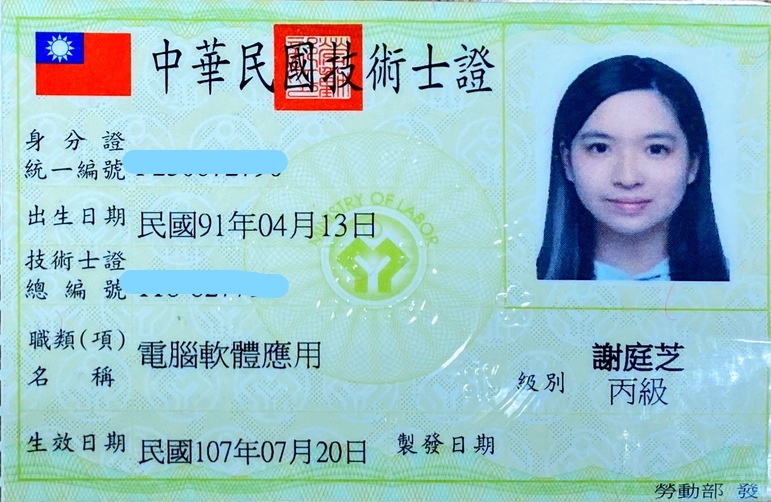 中華民國技術士證
身分證
統一編號
出生日期 民國91年04月13日
MINISTRY OF LABOR
技術士證
總編號
職類(項) 電腦軟體應用
名稱
謝庭芝
級別 丙級
生效日期 民國107年07月20日 製發日期
勞動部 發